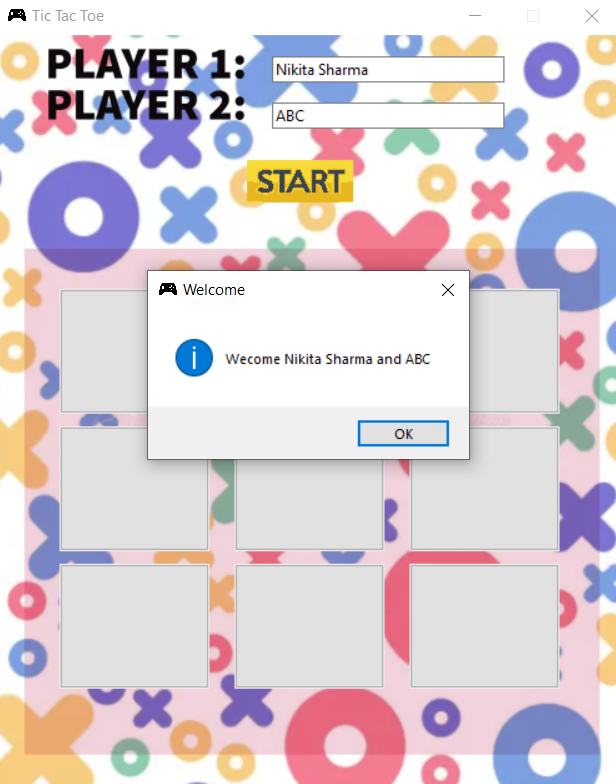 Tic Tac Toe
PLAYER 1:
Nikita Sharma
PLAYER 2:
ABC
START
Welcome
Wecome Nikita Sharma and ABC
OK